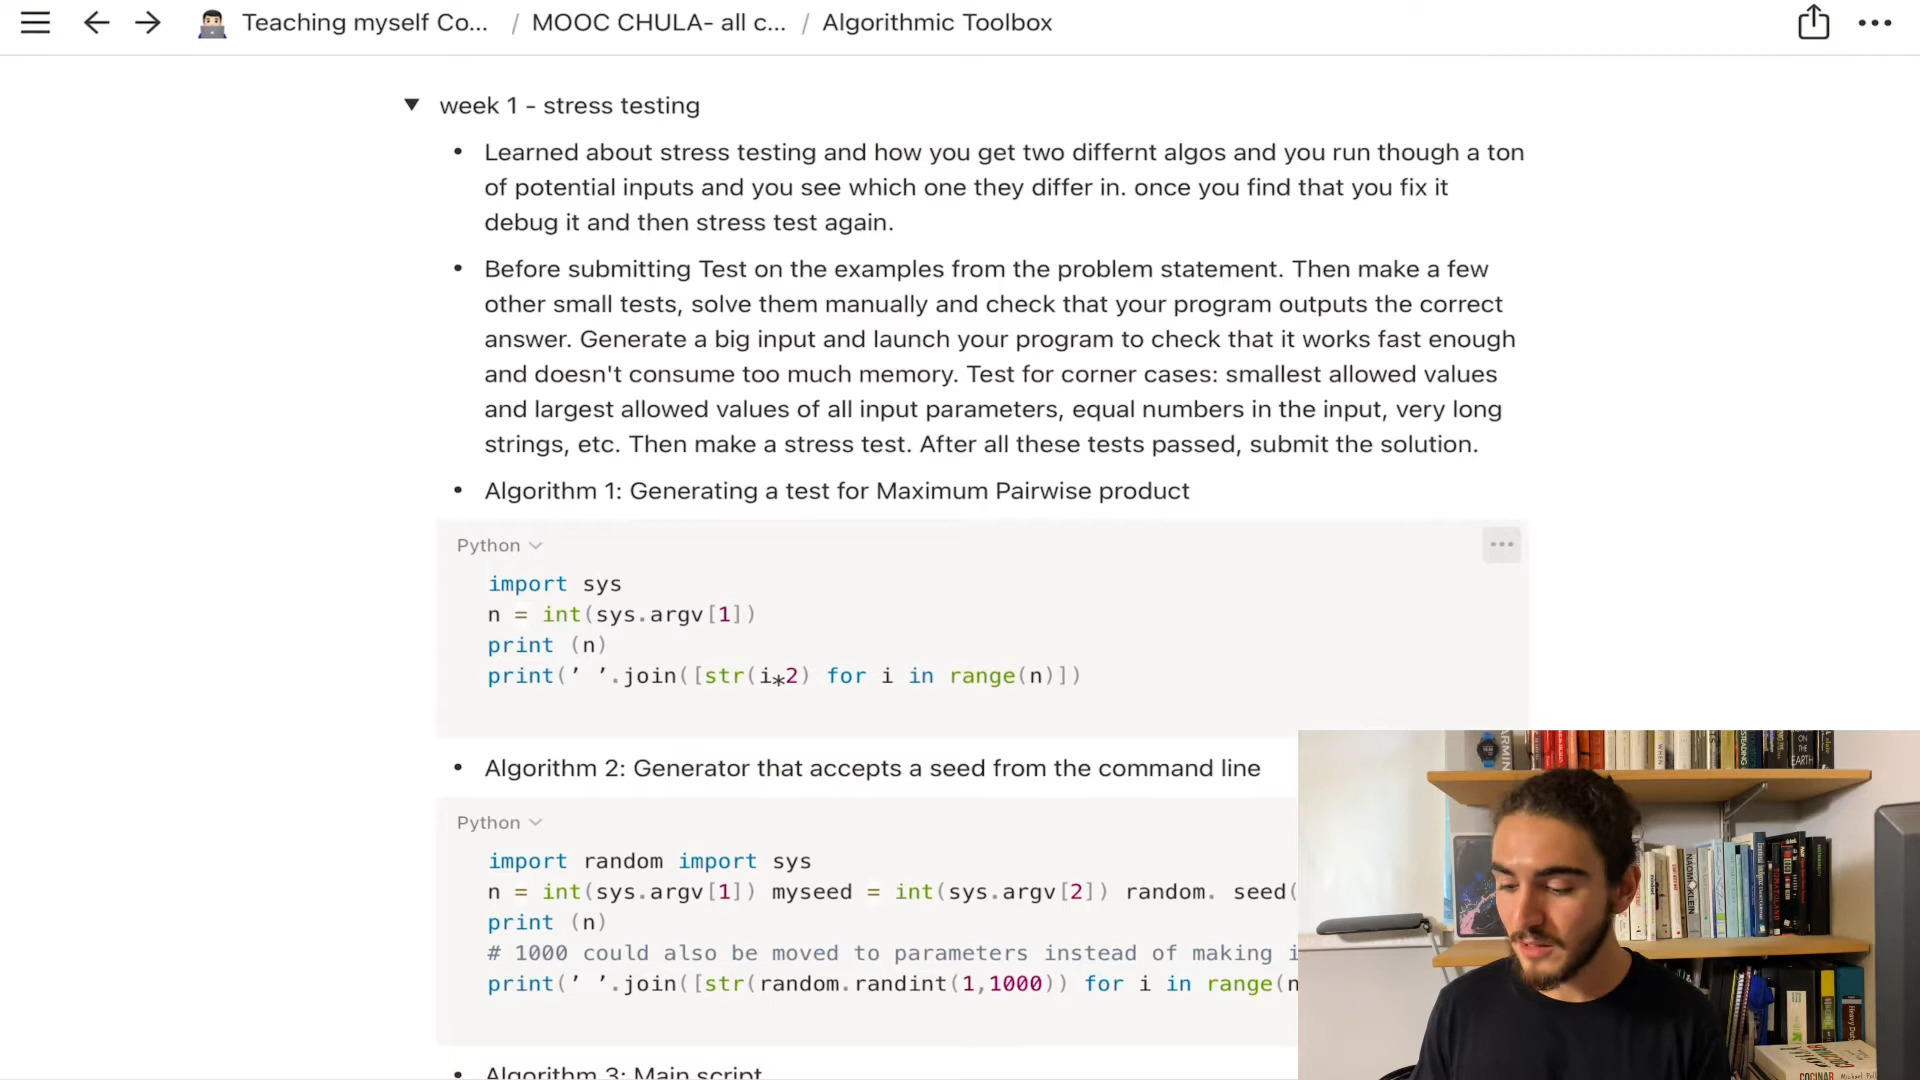 Teaching myself Co... / MOOC CHULA- all c... / Algorithmic Toolbox
week 1 - stress testing
• Learned about stress testing and how you get two differnt algos and you run though a ton
of potential inputs and you see which one they differ in. once you find that you fix it
debug it and then stress test again.
• Before submitting Test on the examples from the problem statement. Then make a few
other small tests, solve them manually and check that your program outputs the correct
answer. Generate a big input and launch your program to check that it works fast enough
and doesn't consume too much memory. Test for corner cases: smallest allowed values
and largest allowed values of all input parameters, equal numbers in the input, very long
strings, etc. Then make a stress test. After all these tests passed, submit the solution.
• Algorithm 1: Generating a test for Maximum Pairwise product
Python
import sys
n = int(sys.argv[1])
print (n)
print(’ ’.join([str(i*2) for i in range(n)])
• Algorithm 2: Generator that accepts a seed from the command line
Python
import random import sys
n = int(sys.argv[1]) myseed = int(sys.argv[2]) random. seed(
print (n)
# 1000 could also be moved to parameters instead of making i
print(’ ’.join([str(random.randint(1,1000)) for i in range(n
• Algorithm 3: Main script
ON
THE
EARTH
WHEN
NAOMI KLEIN
COCINAR